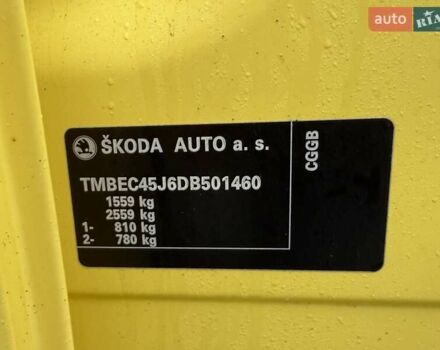 auto RIA
ŠKODA AUTO a. s.
CGGB
TMBEC45J6DB501460
1559 kg
2559 kg
1- 810 kg
2- 780 kg